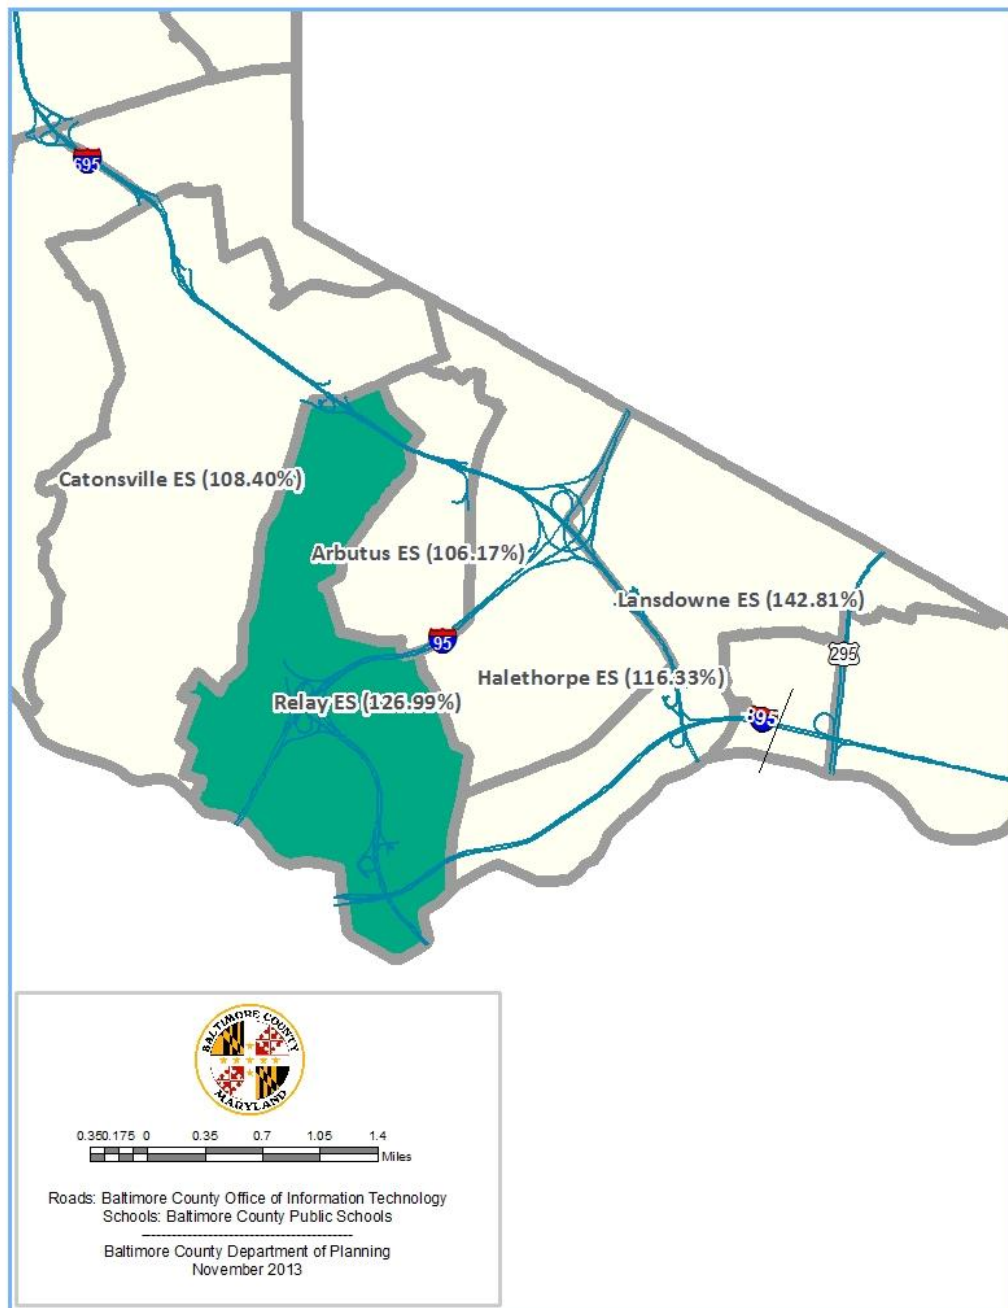 695
Catonsville ES (108.40%)
Arbutus ES (106.17%)
Lansdowne ES (142.81%)
95
295
Halethorpe ES (116.33%)
Relay ES (126.99%)
895
BALTIMORE COUNTY
MARYLAND
0.35 0.175 0 0.35 0.7 1.05 1.4
Miles
Roads: Baltimore County Office of Information Technology
Schools: Baltimore County Public Schools
----------------------------------------
Baltimore County Department of Planning
November 2013